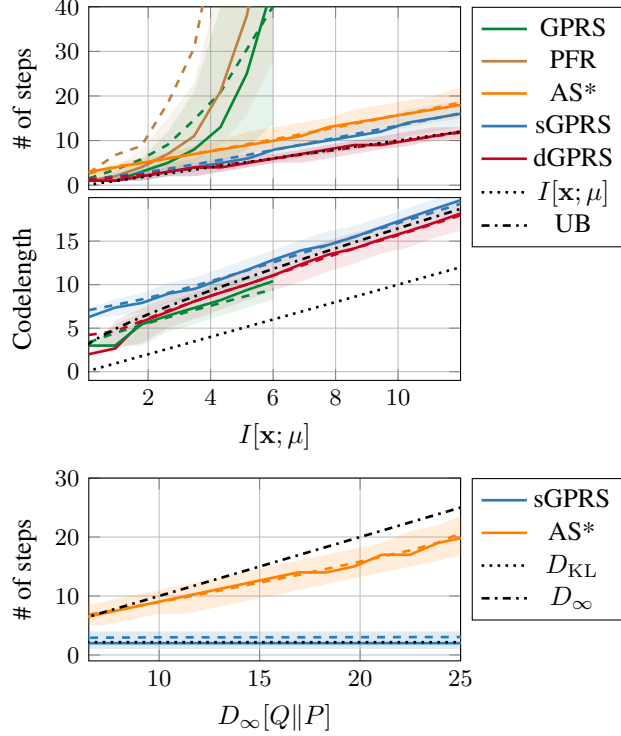 40
30
20
10
0
# of steps
GPRS
PFR
AS*
sGPRS
dGPRS
I[x; μ]
UB
15
10
5
0
Codelength
2 4 6 8 10
I[x; μ]
30
20
10
0
# of steps
sGPRS
AS*
D_KL
D_∞
10 15 20 25
D_∞[Q∥P]